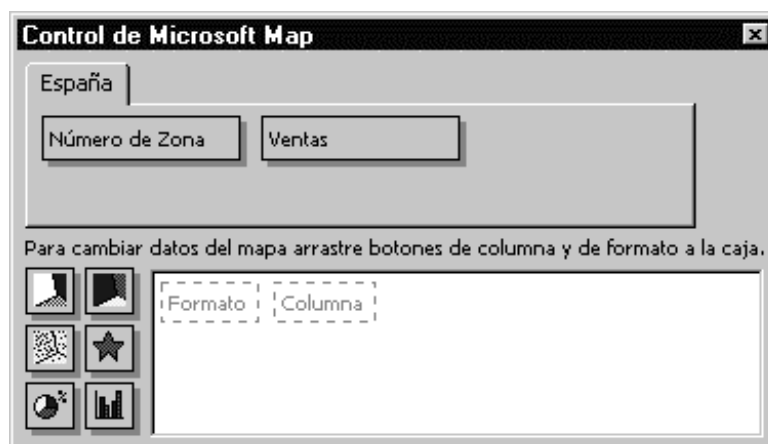 Control de Microsoft Map
España
Número de Zona Ventas
Para cambiar datos del mapa arrastre botones de columna y de formato a la caja.
Formato Columna